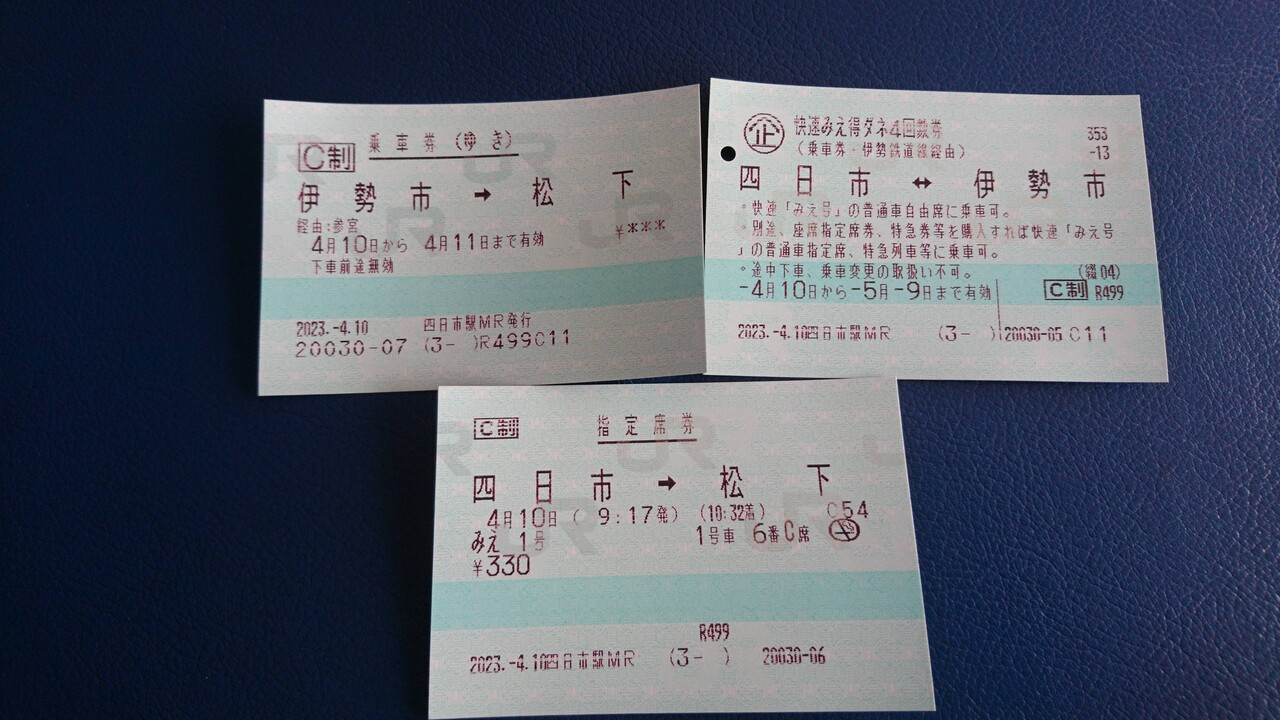 C制 乗車券(ゆき)
伊勢市 → 松下
経由:参宮
4月10日から 4月11日まで有効 ¥***
下車前途無効
2023.-4.10 四日市駅MR発行
20030-07 (3- )R499C11
企 快速みえ得ダネ4回数券 353
(乗車券・伊勢鉄道線経由) -13
四日市 ↔ 伊勢市
・快速「みえ号」の普通車自由席に乗車可。
・別途、座席指定席券、特急券等を購入すれば快速「みえ号
」の普通車指定席、特急列車等に乗車可。
・途中下車、乗車変更の取扱い不可。 (綴04)
-4月10日から-5月-9日まで有効 C制 R499
2023.-4.10四日市駅MR (3- ) 20030-05 C11
C制 指定席券
四日市 → 松下
4月10日 ( 9:17発) (10:32着) C54
みえ 1号 1号車 6番C席
¥330
R499
2023.-4.10四日市駅MR (3- ) 20030-06
JR